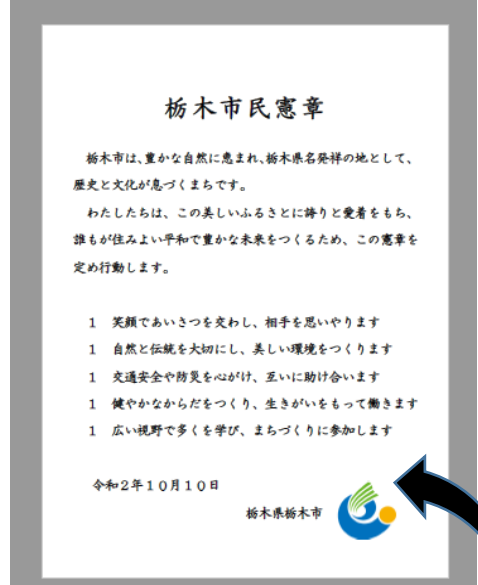 栃木市民憲章
栃木市は、豊かな自然に恵まれ、栃木県名発祥の地として、
歴史と文化が息づくまちです。
わたしたちは、この美しいふるさとに誇りと愛着をもち、
誰もが住みよい平和で豊かな未来をつくるため、この憲章を
定め行動します。
1 笑顔であいさつを交わし、相手を思いやります
1 自然と伝統を大切にし、美しい環境をつくります
1 交通安全や防災を心がけ、互いに助け合います
1 健やかなからだをつくり、生きがいをもって働きます
1 広い視野で多くを学び、まちづくりに参加します
令和2年10月10日
栃木県栃木市